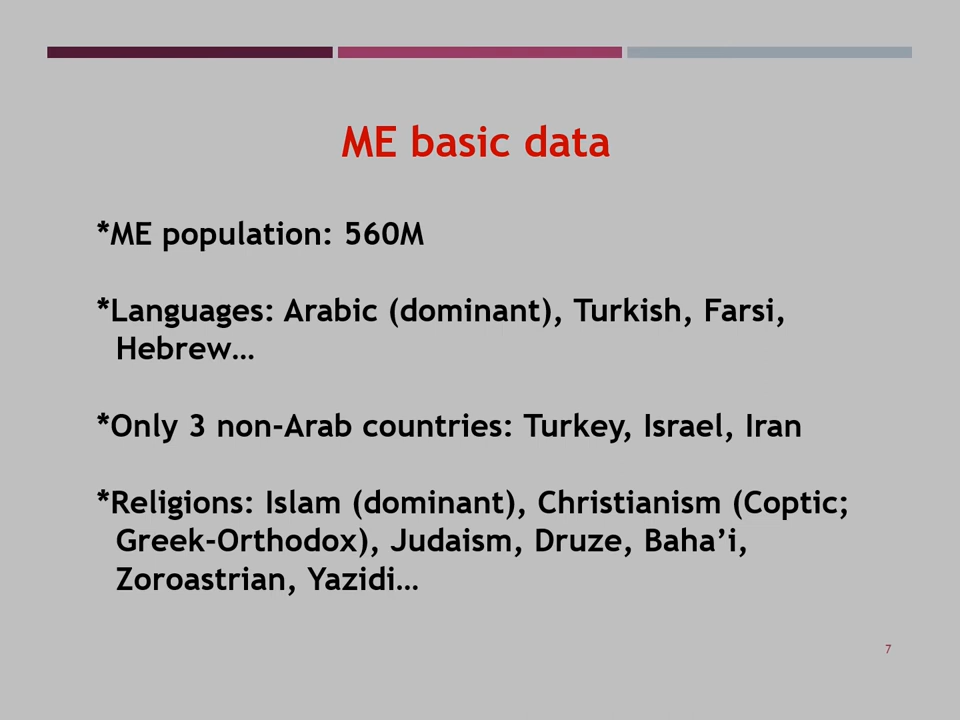 ME basic data
*ME population: 560M
*Languages: Arabic (dominant), Turkish, Farsi,
Hebrew…
*Only 3 non-Arab countries: Turkey, Israel, Iran
*Religions: Islam (dominant), Christianism (Coptic;
Greek-Orthodox), Judaism, Druze, Baha’i,
Zoroastrian, Yazidi…
7